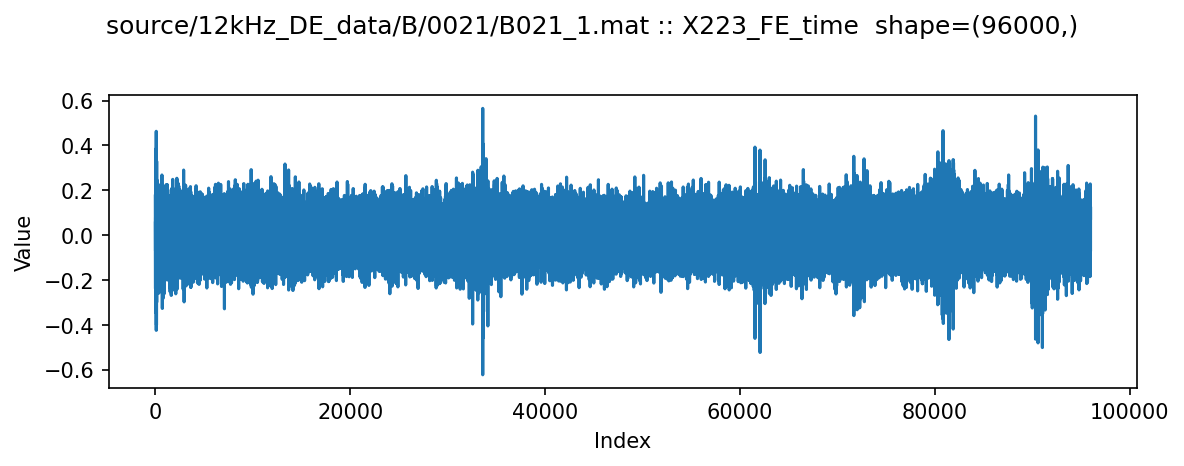 source/12kHz_DE_data/B/0021/B021_1.mat :: X223_FE_time  shape=(96000,)
0.6
0.4
0.2
0.0
−0.2
−0.4
−0.6
Value
0 20000 40000 60000 80000 100000
Index